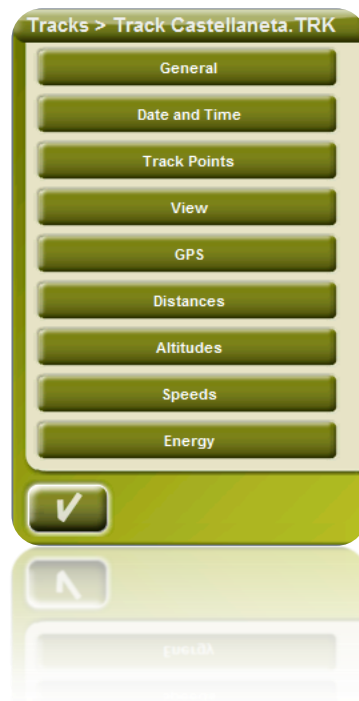 Tracks > Track Castellaneta.TRK
General
Date and Time
Track Points
View
GPS
Distances
Altitudes
Speeds
Energy